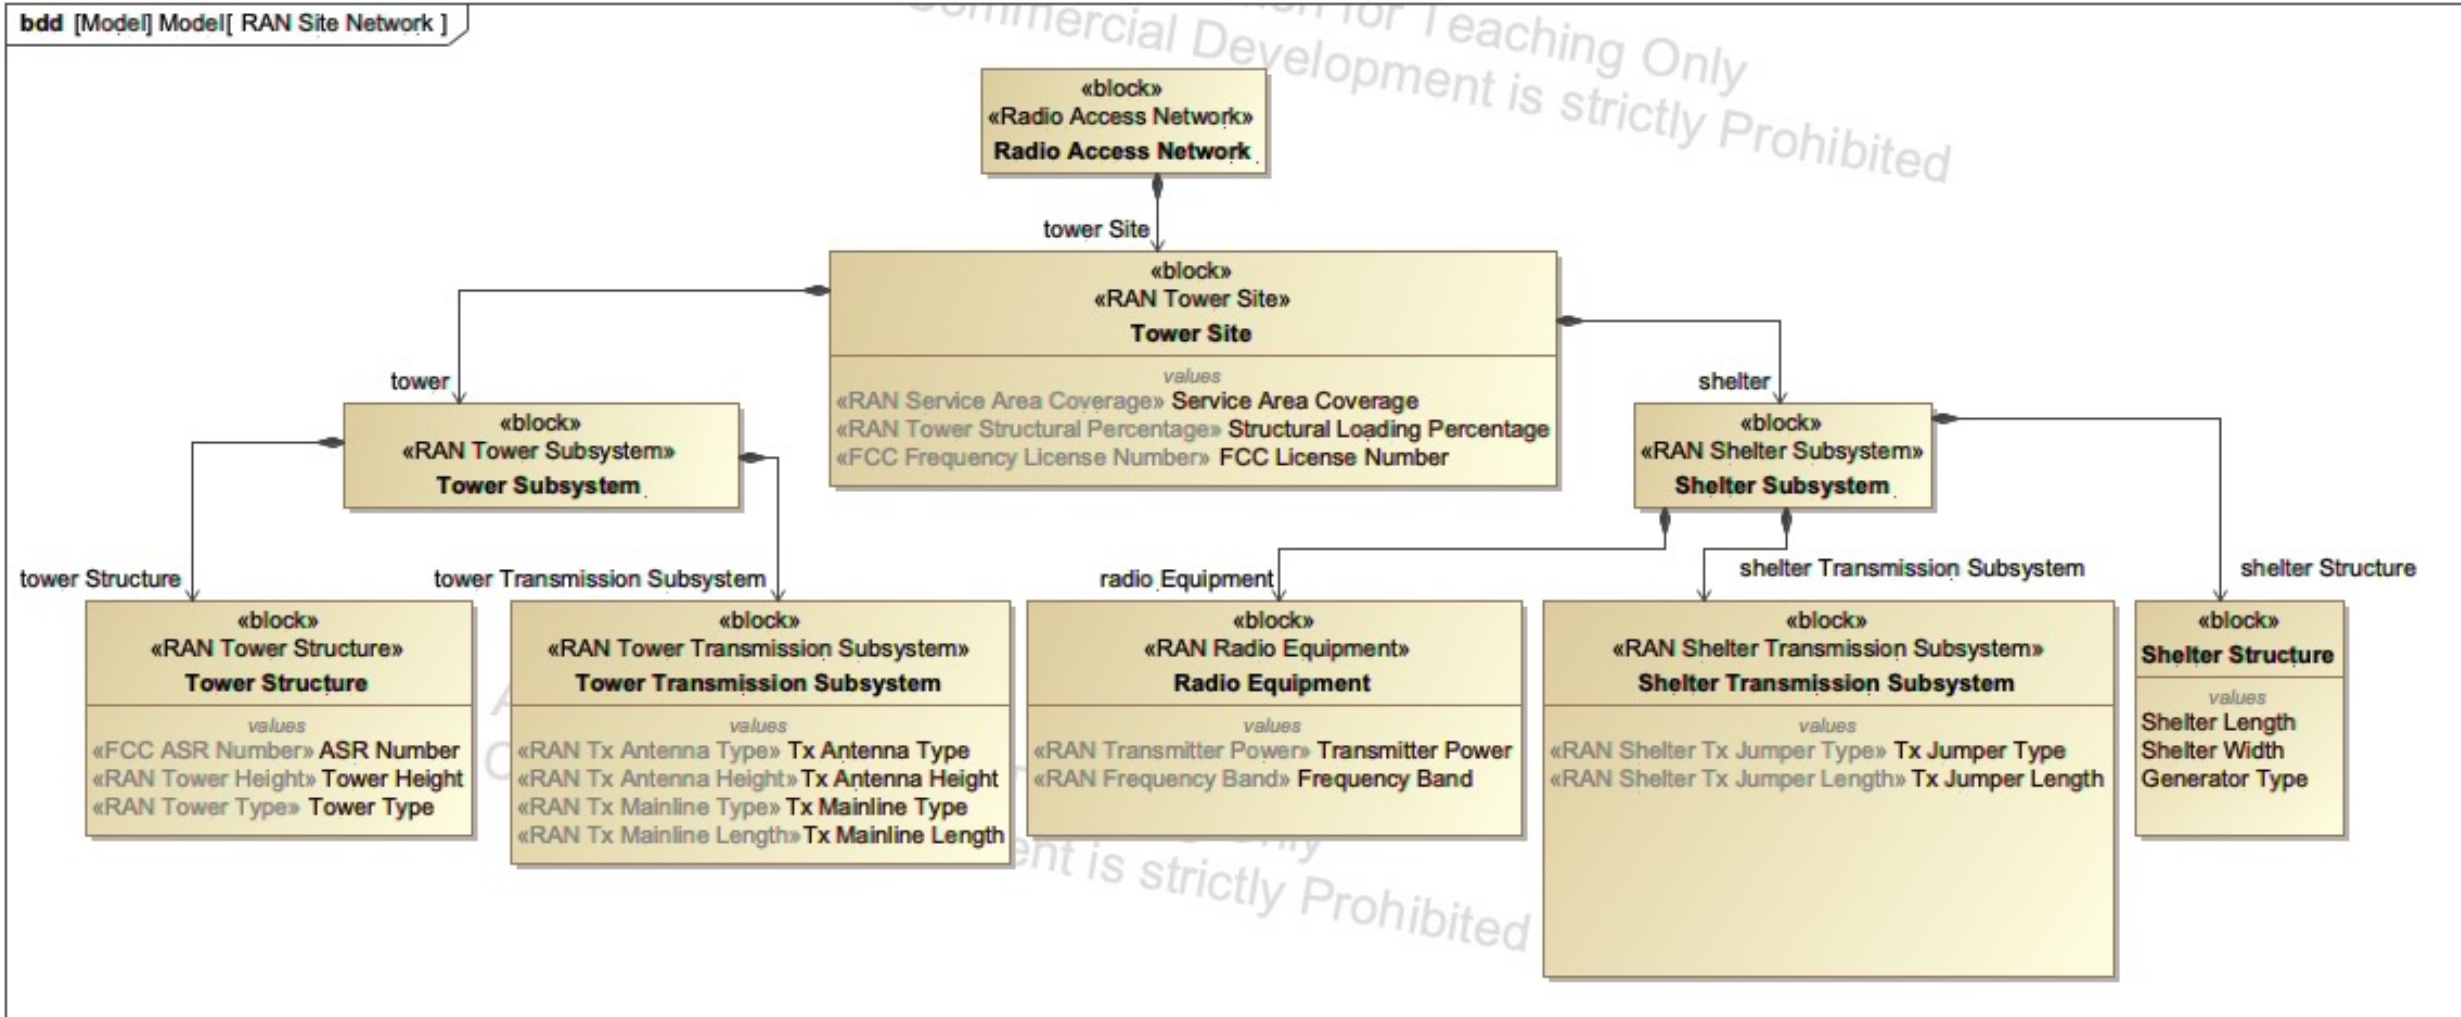 bdd [Model] Model[ RAN Site Network ]
on for Teaching Only
Commercial Development is strictly Prohibited
«block»
«Radio Access Network»
Radio Access Network
tower Site
«block»
«RAN Tower Site»
Tower Site
values
«RAN Service Area Coverage» Service Area Coverage
«RAN Tower Structural Percentage» Structural Loading Percentage
«FCC Frequency License Number» FCC License Number
tower
«block»
«RAN Tower Subsystem»
Tower Subsystem
shelter
«block»
«RAN Shelter Subsystem»
Shelter Subsystem
tower Structure
«block»
«RAN Tower Structure»
Tower Structure
values
«FCC ASR Number» ASR Number
«RAN Tower Height» Tower Height
«RAN Tower Type» Tower Type
tower Transmission Subsystem
«block»
«RAN Tower Transmission Subsystem»
Tower Transmission Subsystem
values
«RAN Tx Antenna Type» Tx Antenna Type
«RAN Tx Antenna Height» Tx Antenna Height
«RAN Tx Mainline Type» Tx Mainline Type
«RAN Tx Mainline Length» Tx Mainline Length
radio Equipment
«block»
«RAN Radio Equipment»
Radio Equipment
values
«RAN Transmitter Power» Transmitter Power
«RAN Frequency Band» Frequency Band
shelter Transmission Subsystem
«block»
«RAN Shelter Transmission Subsystem»
Shelter Transmission Subsystem
values
«RAN Shelter Tx Jumper Type» Tx Jumper Type
«RAN Shelter Tx Jumper Length» Tx Jumper Length
shelter Structure
«block»
Shelter Structure
values
Shelter Length
Shelter Width
Generator Type
ent is strictly Prohibited